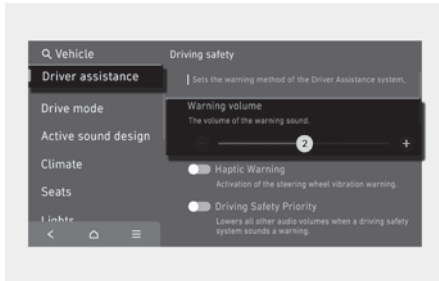 Vehicle
Driving safety
Driver assistance
Sets the warning method of the Driver Assistance system.
Drive mode
Warning volume
The volume of the warning sound.
2
Active sound design
Climate
Haptic Warning
Activation of the steering wheel vibration warning.
Seats
Driving Safety Priority
Lowers all other audio volumes when a driving safety
system sounds a warning.
Lights